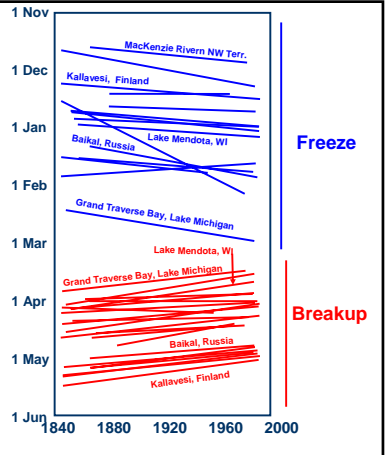 1 Nov
MacKenzie Rivern NW Terr.
1 Dec
Kallavesi, Finland
1 Jan
Lake Mendota, WI
Baikal, Russia
Freeze
1 Feb
Grand Traverse Bay, Lake Michigan
1 Mar
Lake Mendota, WI
Grand Traverse Bay, Lake Michigan
1 Apr
Breakup
Baikal, Russia
1 May
Kallavesi, Finland
1 Jun
1840 1880 1920 1960 2000